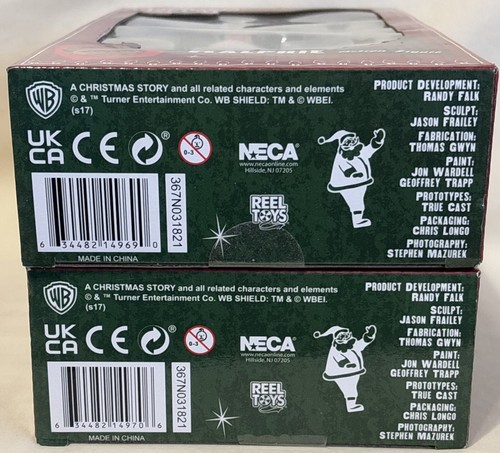 WB
A CHRISTMAS STORY and all related characters and elements
© & ™ Turner Entertainment Co. WB SHIELD: TM & © WBEI.
(s17)
UK
CA CE
0-3
NECA
www.necaonline.com
Hillside, NJ 07205
REEL
TOYS
6 34482 14969 0
367N031821
MADE IN CHINA
PRODUCT DEVELOPMENT:
RANDY FALK
SCULPT:
JASON FRAILEY
FABRICATION:
THOMAS GWYN
PAINT:
JON WARDELL
GEOFFREY TRAPP
PROTOTYPES:
TRUE CAST
PACKAGING:
CHRIS LONGO
PHOTOGRAPHY:
STEPHEN MAZUREK
WB
A CHRISTMAS STORY and all related characters and elements
© & ™ Turner Entertainment Co. WB SHIELD: TM & © WBEI.
(s17)
UK
CA CE
0-3
NECA
www.necaonline.com
Hillside, NJ 07205
REEL
TOYS
6 34482 14970 6
367N031821
MADE IN CHINA
PRODUCT DEVELOPMENT:
RANDY FALK
SCULPT:
JASON FRAILEY
FABRICATION:
THOMAS GWYN
PAINT:
JON WARDELL
GEOFFREY TRAPP
PROTOTYPES:
TRUE CAST
PACKAGING:
CHRIS LONGO
PHOTOGRAPHY:
STEPHEN MAZUREK